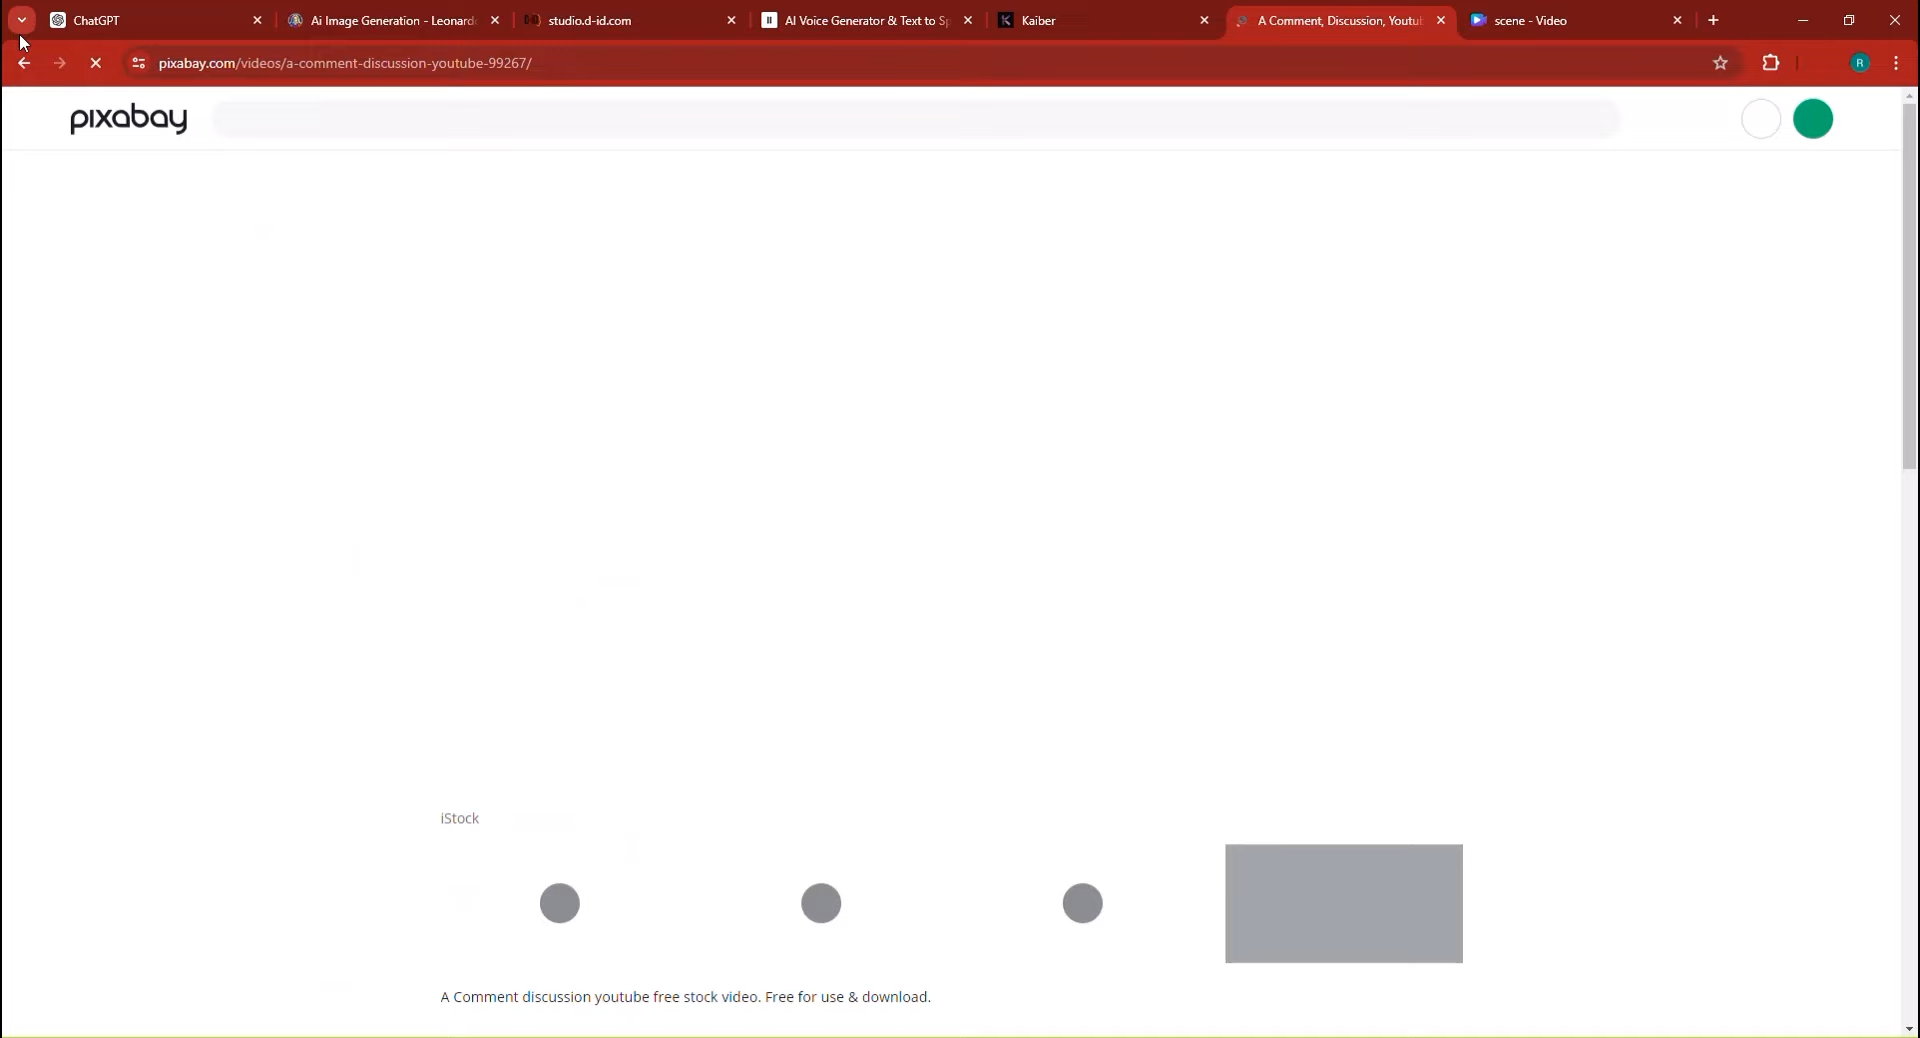 ChatGPT
Ai Image Generation - Leonard
studio.d-id.com
AI Voice Generator & Text to Sp
Kaiber
A Comment, Discussion, Youtu
scene - Video
pixabay.com/videos/a-comment-discussion-youtube-99267/
R
pixabay
iStock
A Comment discussion youtube free stock video. Free for use & download.